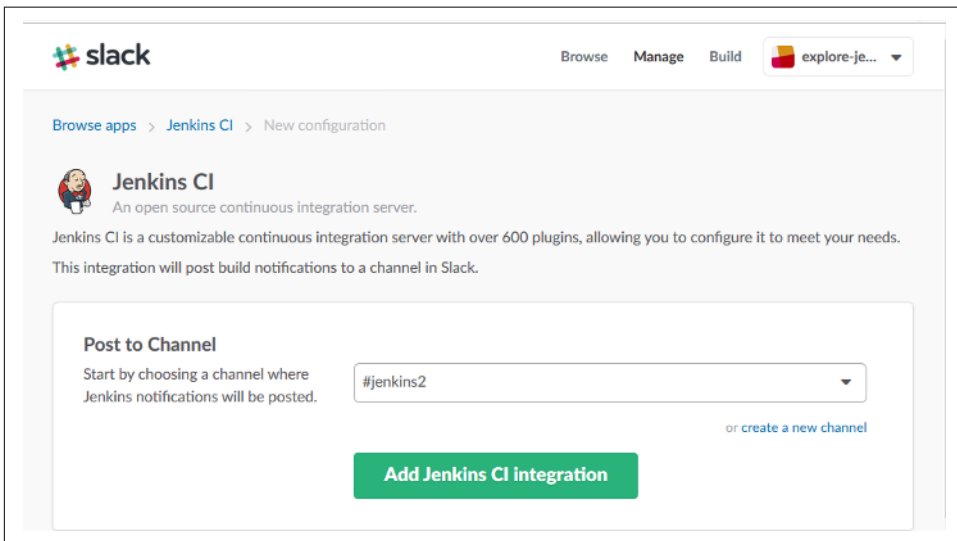 slack
Browse Manage Build explore-je...
Browse apps > Jenkins CI > New configuration
Jenkins CI
An open source continuous integration server.
Jenkins CI is a customizable continuous integration server with over 600 plugins, allowing you to configure it to meet your needs.
This integration will post build notifications to a channel in Slack.
Post to Channel
Start by choosing a channel where
Jenkins notifications will be posted.
#jenkins2
or create a new channel
Add Jenkins CI integration